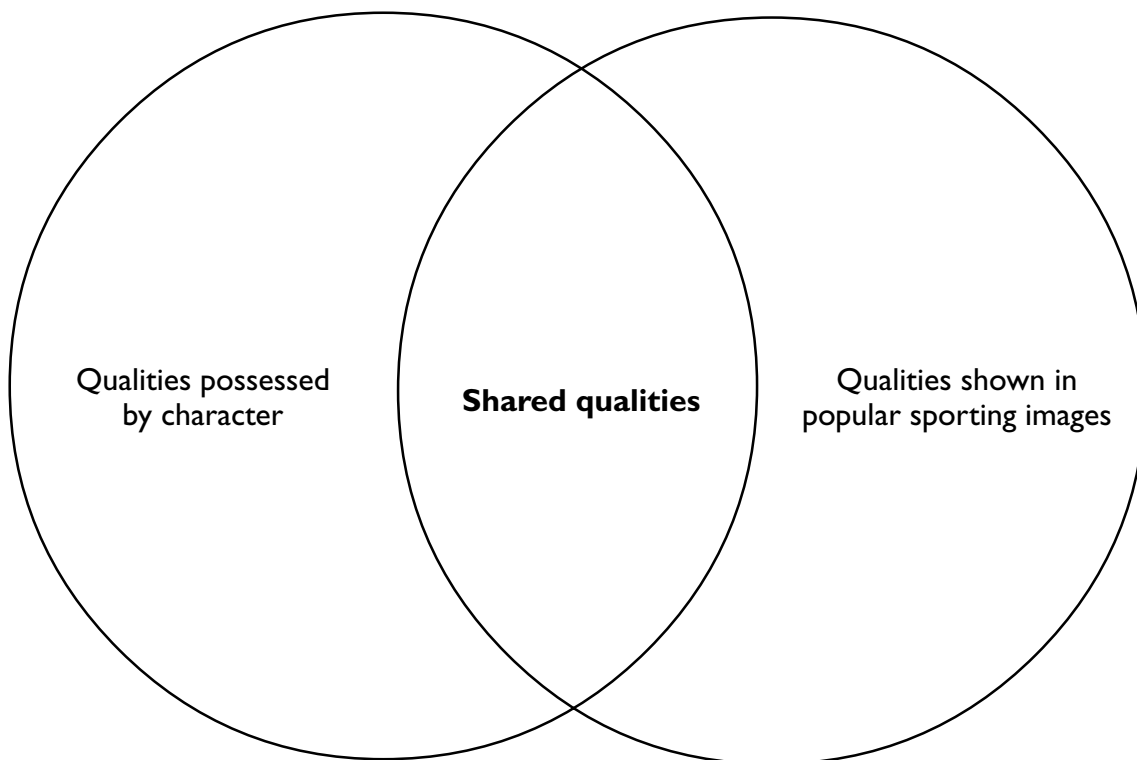 Qualities possessed
by character
Shared qualities
Qualities shown in
popular sporting images